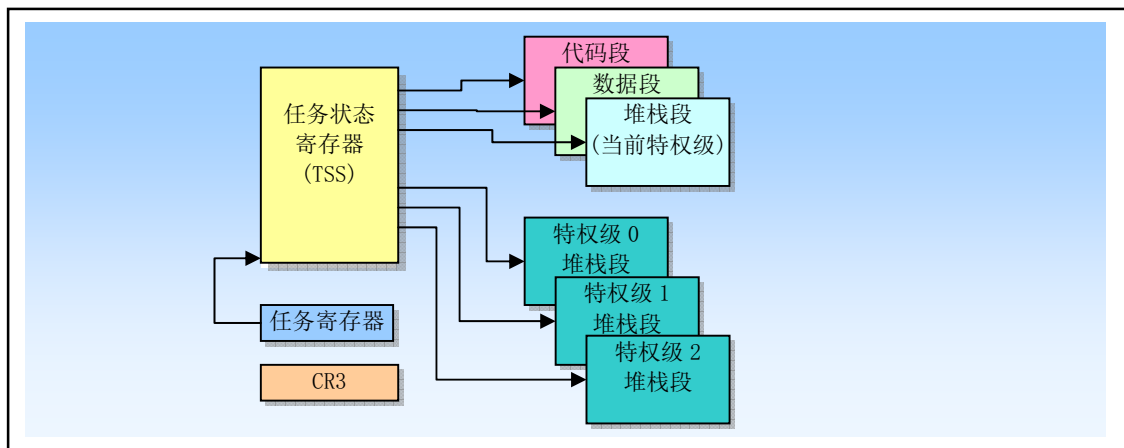 任务状态
寄存器
(TSS)
任务寄存器
CR3
代码段
数据段
堆栈段
(当前特权级)
特权级 0
堆栈段
特权级 1
堆栈段
特权级 2
堆栈段